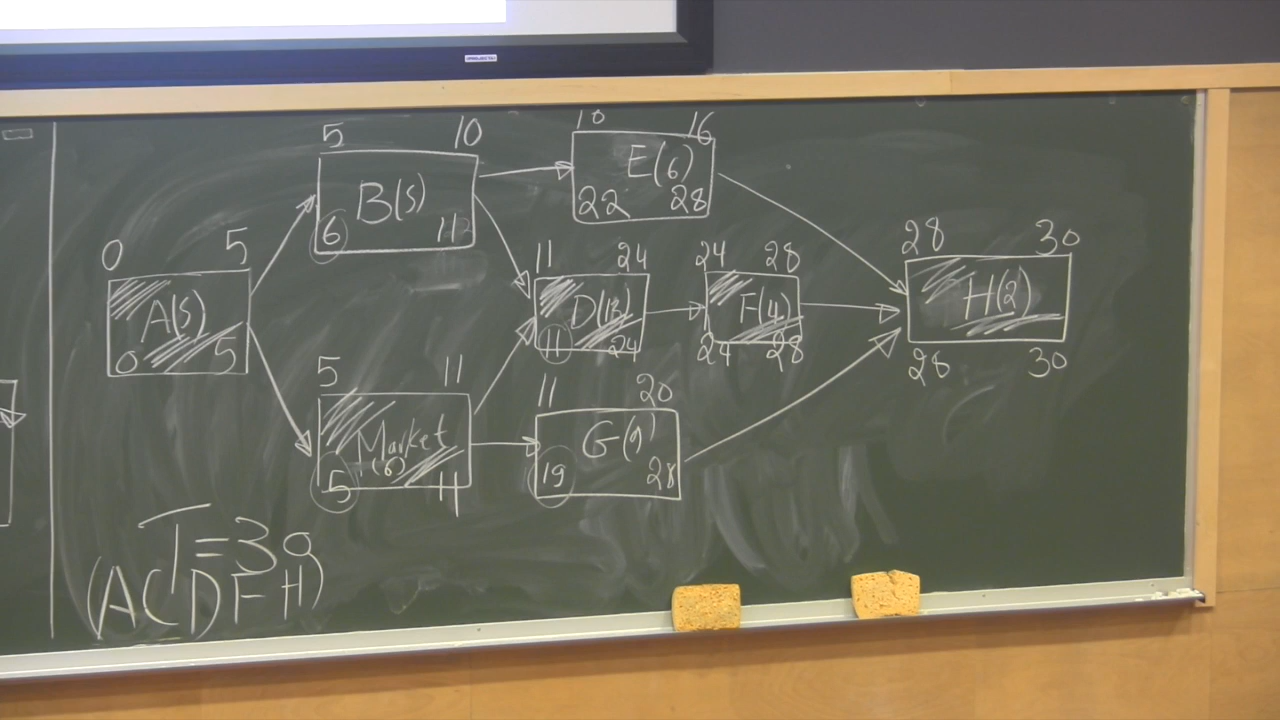 5 10
B(5)
6
10 16
E(6)
22 28
0 5
A(5)
0 5
11 24
D(13)
11 24
24 28
F(4)
24 28
28 30
H(2)
28 30
5 11
Market
(6)
5 11
11 20
G(9)
19 28
T=30
(ACDFH)